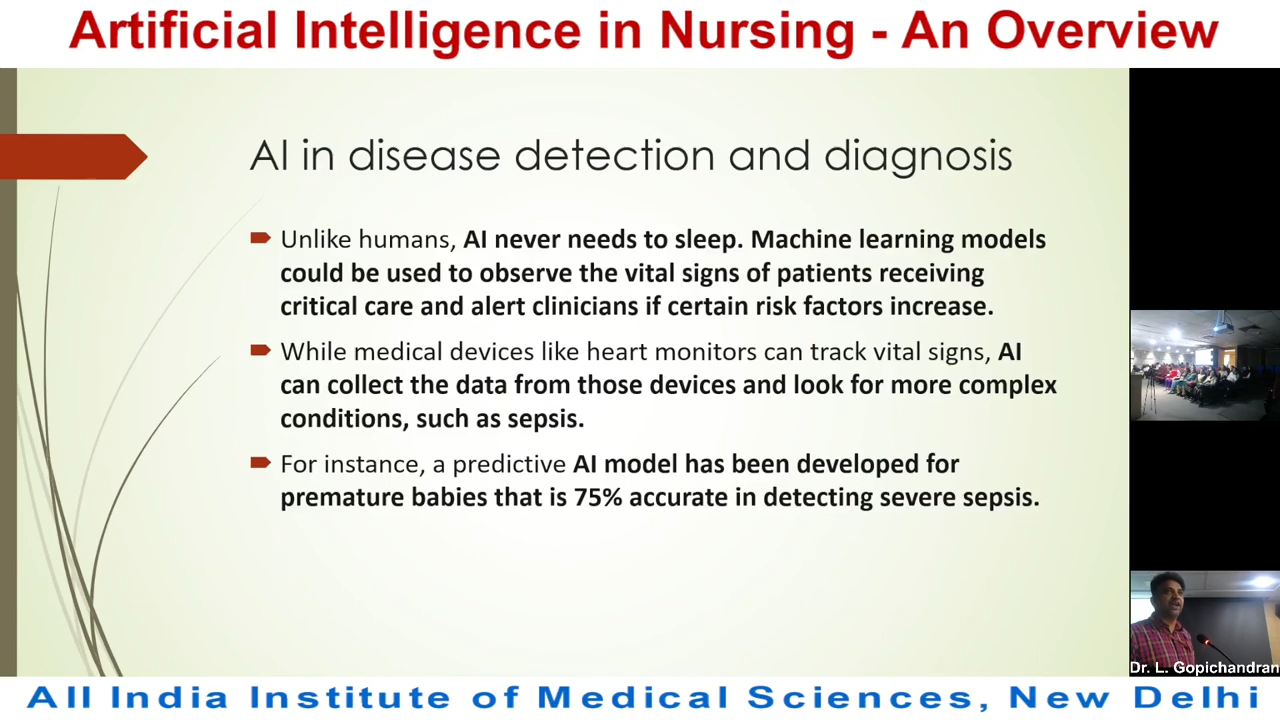 Artificial Intelligence in Nursing - An Overview
AI in disease detection and diagnosis
Unlike humans, AI never needs to sleep. Machine learning models
could be used to observe the vital signs of patients receiving
critical care and alert clinicians if certain risk factors increase.
While medical devices like heart monitors can track vital signs, AI
can collect the data from those devices and look for more complex
conditions, such as sepsis.
For instance, a predictive AI model has been developed for
premature babies that is 75% accurate in detecting severe sepsis.
Dr. L. Gopichandran
All India Institute of Medical Sciences, New Delhi